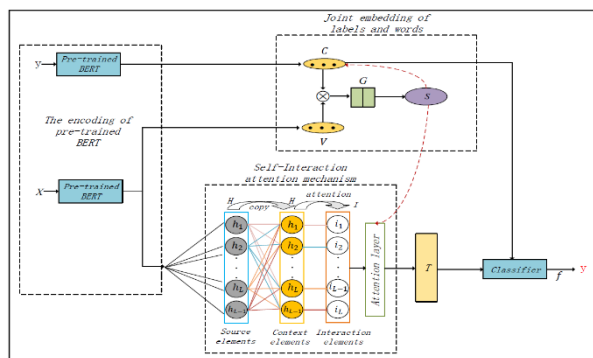 Joint embedding of
labels and words
y
Pre-trained
BERT
C
G
S
The encoding of
pre-trained
BERT
V
X
Pre-trained
BERT
Self-Interaction
attention mechanism
H
copy
H
attention
I
h1
h1
i1
h2
h2
i2
hL
hL
iL-1
hL-1
hL-1
iL
Attention layer
T
Classifier
f
y
Source
elements
Context
elements
Interaction
elements